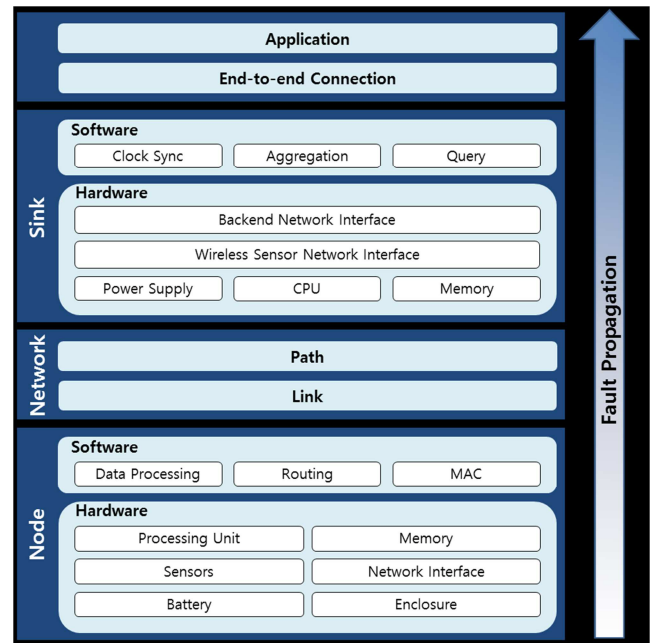 Application
End-to-end Connection
Sink
Software
Clock Sync
Aggregation
Query
Hardware
Backend Network Interface
Wireless Sensor Network Interface
Power Supply
CPU
Memory
Network
Path
Link
Node
Software
Data Processing
Routing
MAC
Hardware
Processing Unit
Memory
Sensors
Network Interface
Battery
Enclosure
Fault Propagation